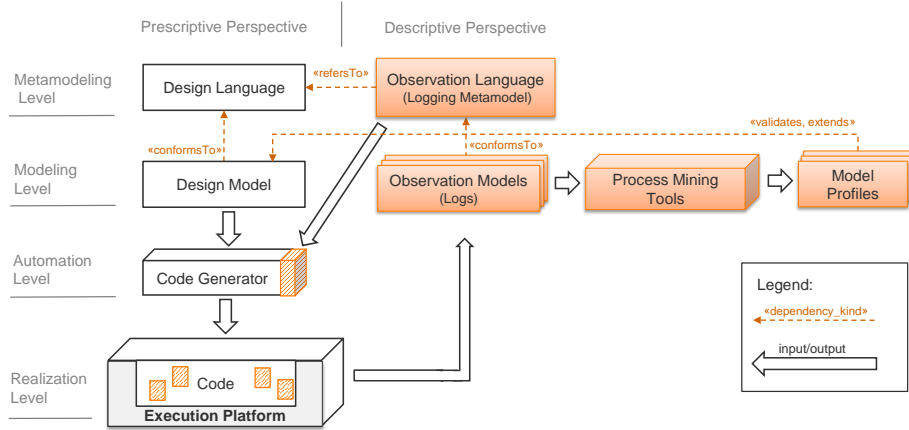 Prescriptive Perspective
Descriptive Perspective
Metamodeling
Level
Design Language
«refersTo»
Observation Language
(Logging Metamodel)
«conformsTo»
«conformsTo»
«validates, extends»
Modeling
Level
Design Model
Observation Models
(Logs)
Process Mining
Tools
Model
Profiles
Automation
Level
Code Generator
Legend:
«dependency_kind»
input/output
Realization
Level
Code
Execution Platform